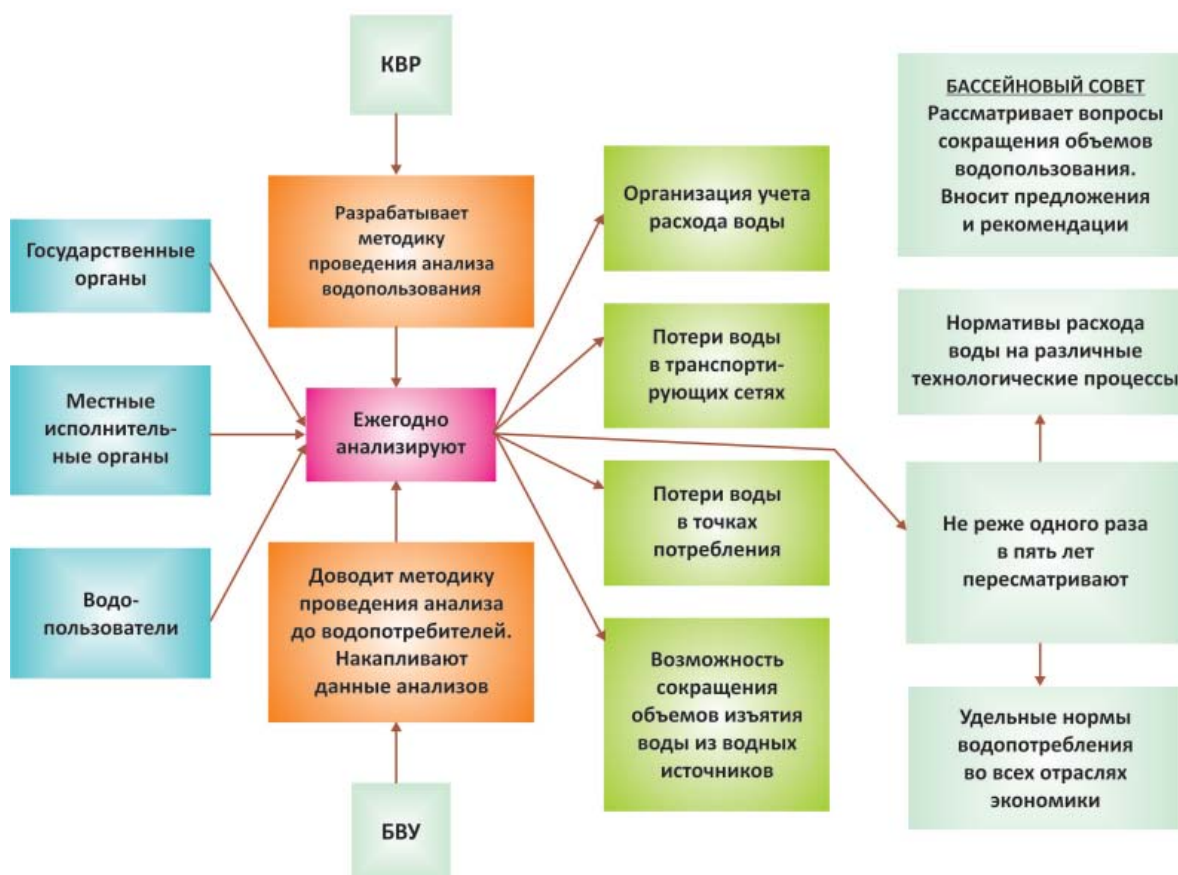 КВР
Разрабатывает
методику
проведения анализа
водопользования
Государственные
органы
Местные
исполнитель-
ные органы
Водо-
пользователи
Ежегодно
анализируют
Доводит методику
проведения анализа
до водопотребителей.
Накапливают
данные анализов
БВУ
Организация учета
расхода воды
Потери воды
в транспорти-
рующих сетях
Потери воды
в точках
потребления
Возможность
сокращения
объемов изъятия
воды из водных
источников
БАССЕЙНОВЫЙ СОВЕТ
Рассматривает вопросы
сокращения объемов
водопользования.
Вносит предложения
и рекомендации
Нормативы расхода
воды на различные
технологические процессы
Не реже одного раза
в пять лет
пересматривают
Удельные нормы
водопотребления
во всех отраслях
экономики